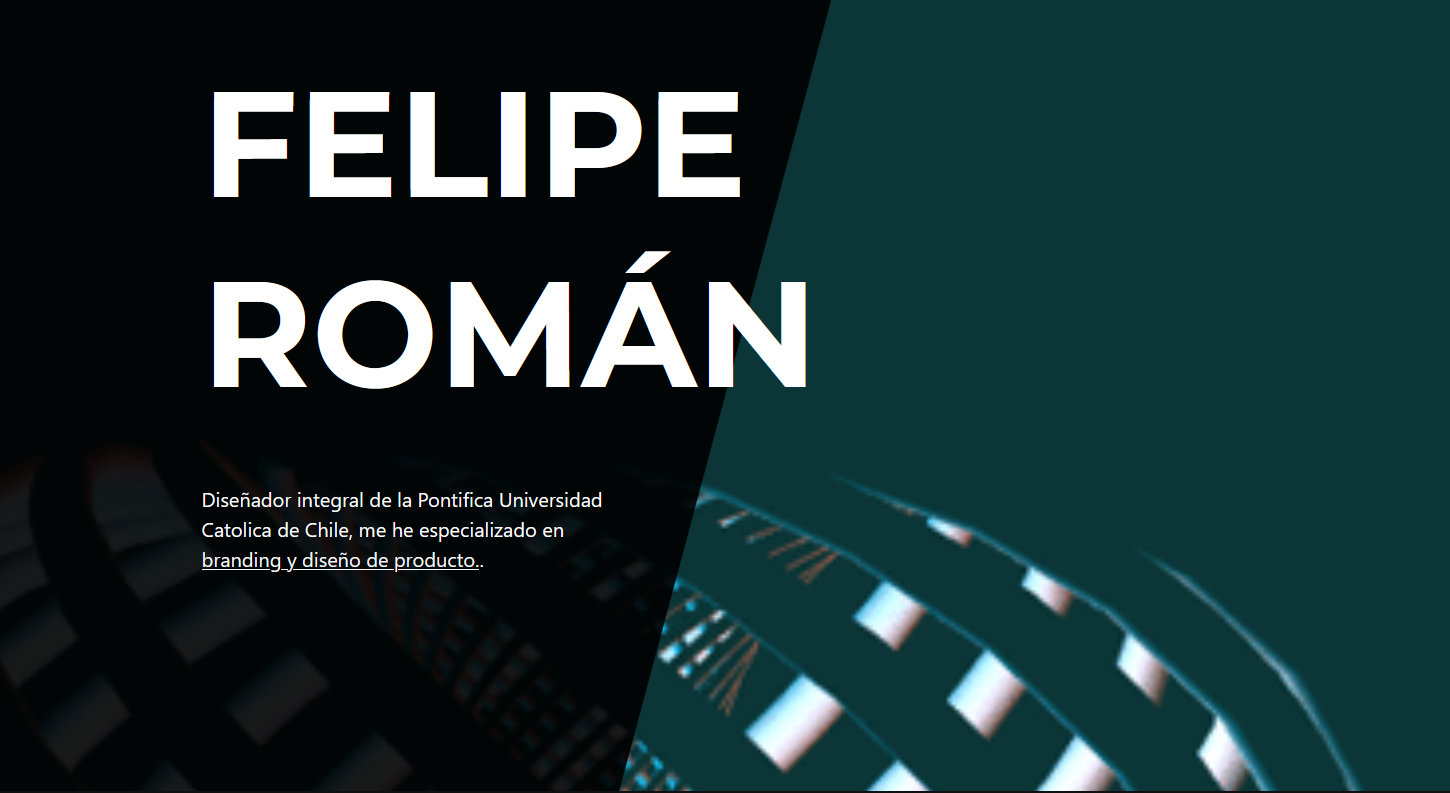 FELIPE
ROMÁN
Diseñador integral de la Pontifica Universidad
Catolica de Chile, me he especializado en
branding y diseño de producto..